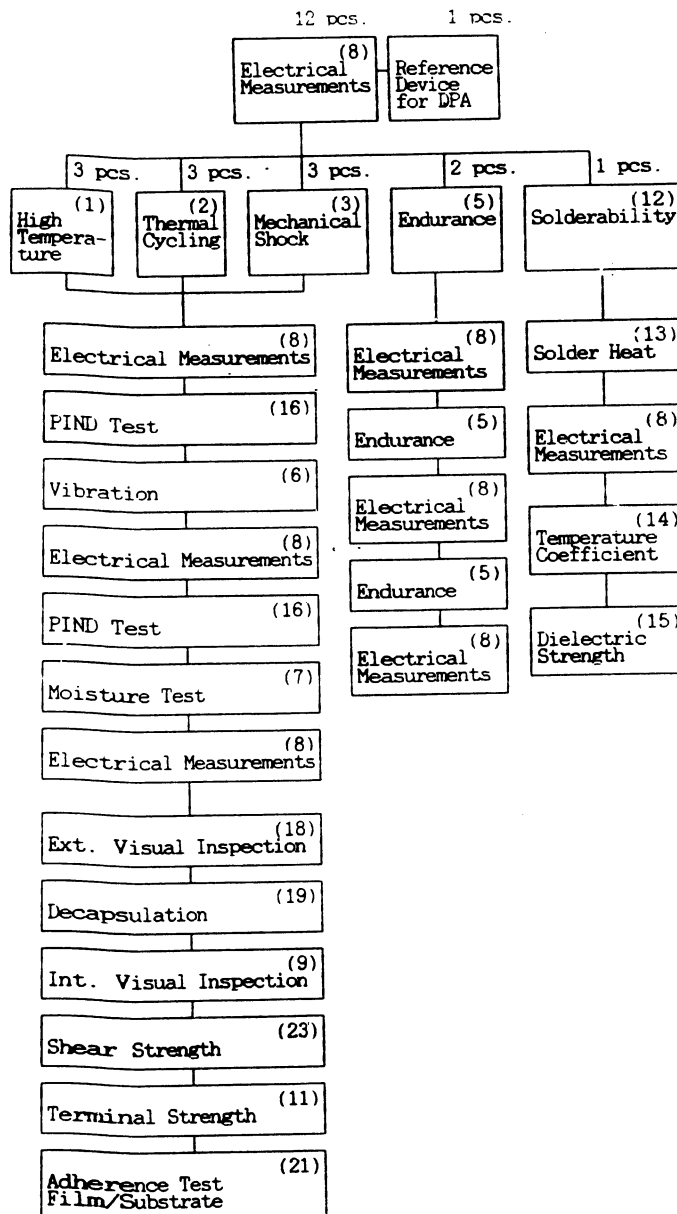 12 pcs.
1 pcs.
(8)
Electrical
Measurements
Reference
Device
for DPA
3 pcs.
3 pcs.
3 pcs.
2 pcs.
1 pcs.
(1)
High
Tempera-
ture
(2)
Thermal
Cycling
(3)
Mechanical
Shock
(5)
Endurance
(12)
Solderability
(8)
Electrical Measurements
(16)
PIND Test
(6)
Vibration
(8)
Electrical Measurements
(16)
PIND Test
(7)
Moisture Test
(8)
Electrical Measurements
(18)
Ext. Visual Inspection
(19)
Decapsulation
(9)
Int. Visual Inspection
(23)
Shear Strength
(11)
Terminal Strength
(21)
Adherence Test
Film/Substrate
(8)
Electrical
Measurements
(5)
Endurance
(8)
Electrical
Measurements
(5)
Endurance
(8)
Electrical
Measurements
(13)
Solder Heat
(8)
Electrical
Measurements
(14)
Temperature
Coefficient
(15)
Dielectric
Strength